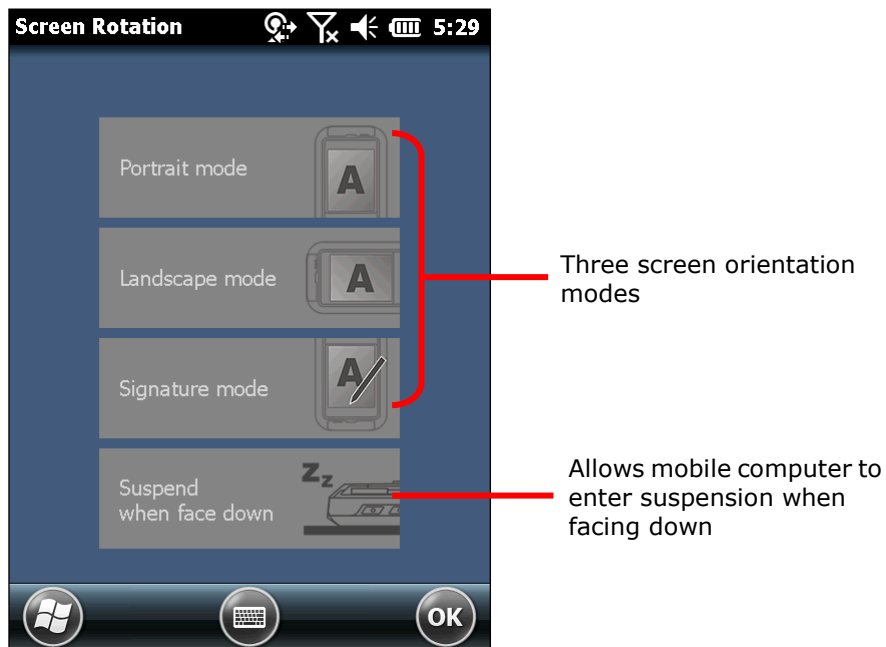 Screen Rotation 5:29
Portrait mode A
Landscape mode A
Three screen orientation
modes
Signature mode A
Suspend
when face down
Zz
Allows mobile computer to
enter suspension when
facing down
OK